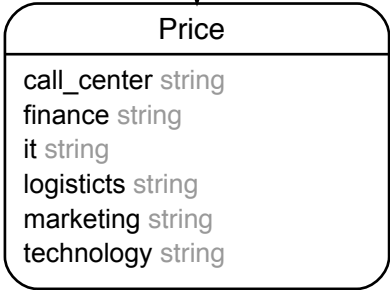 Price
call_center string
finance string
it string
logisticts string
marketing string
technology string